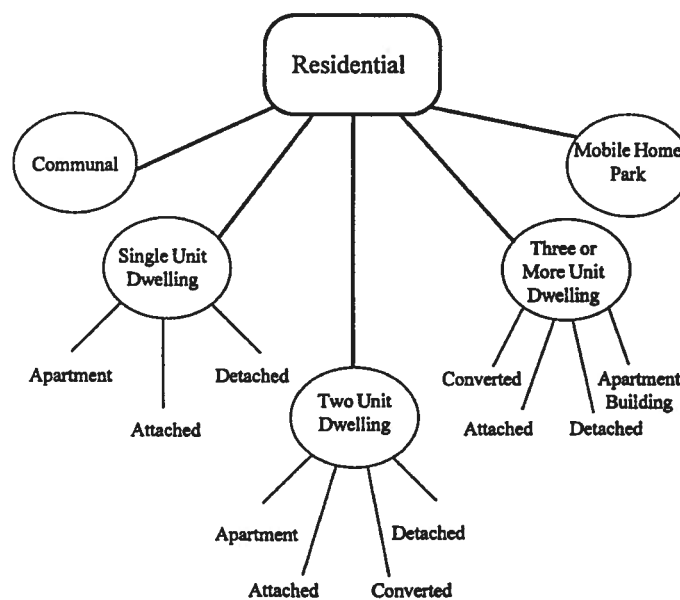 Residential
Communal
Mobile Home
Park
Single Unit
Dwelling
Three or
More Unit
Dwelling
Apartment
Attached
Detached
Two Unit
Dwelling
Converted
Attached
Detached
Apartment
Building
Apartment
Attached
Converted
Detached